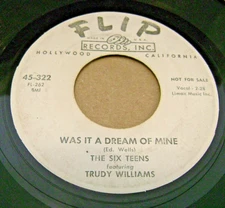 FLIP
RECORDS, INC.
HOLLYWOOD CALIFORNIA
45-322
BMI
NOT FOR SALE
WAS IT A DREAM OF MINE
(Ed. Wells)
THE SIX TEENS
featuring
TRUDY WILLIAMS